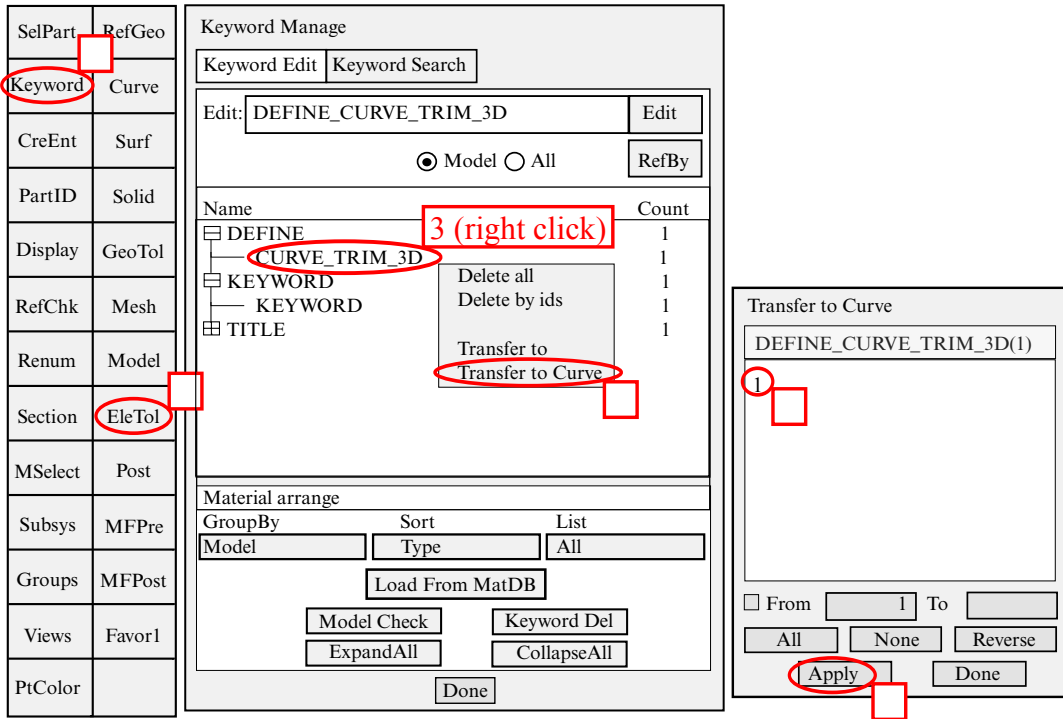 SelPart RefGeo
Keyword Curve
CreEnt Surf
PartID Solid
Display GeoTol
RefChk Mesh
Renum Model
Section EleTol
MSelect Post
Subsys MFPre
Groups MFPost
Views Favor1
PtColor
Keyword Manage
Keyword Edit Keyword Search
Edit: DEFINE_CURVE_TRIM_3D Edit
Model All RefBy
Name Count
3 (right click)
DEFINE 1
CURVE_TRIM_3D 1
KEYWORD 1
KEYWORD 1
TITLE 1
Delete all
Delete by ids
Transfer to
Transfer to Curve
Material arrange
GroupBy Sort List
Model Type All
Load From MatDB
Model Check Keyword Del
ExpandAll CollapseAll
Done
Transfer to Curve
DEFINE_CURVE_TRIM_3D(1)
1
From 1 To
All None Reverse
Apply Done